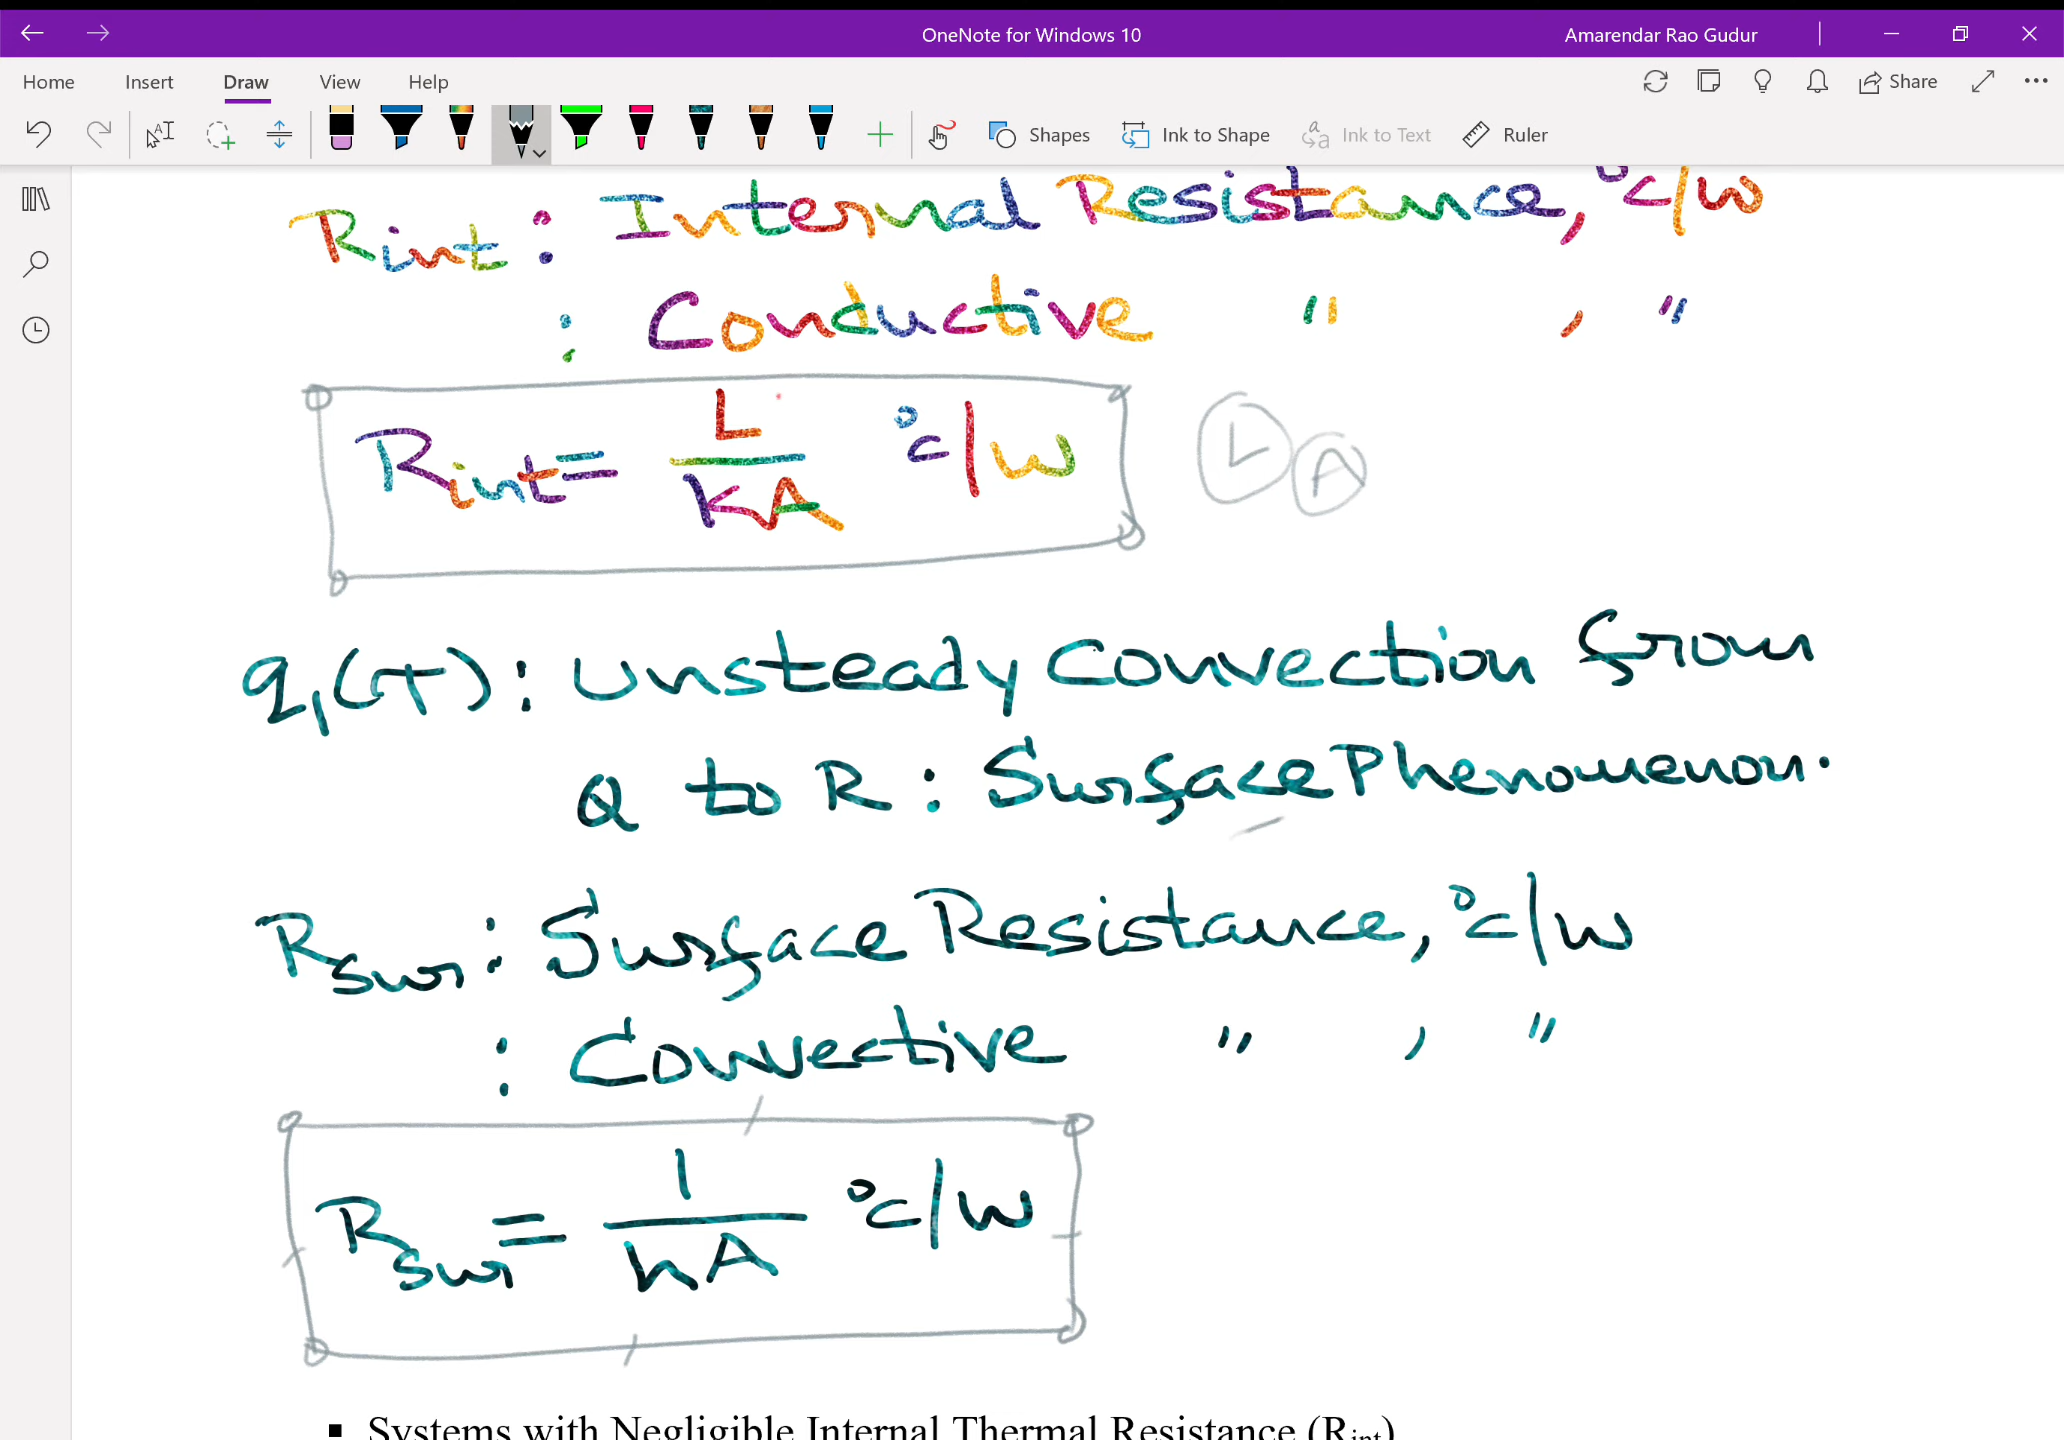 OneNote for Windows 10
Amarendar Rao Gudur
Home Insert Draw View Help Share
Shapes Ink to Shape Ink to Text Ruler
Rint : Internal Resistance, °c/w
: Conductive " , "
Rint = L/kA °c/w L A
q1(τ): Unsteady Convection from
Q to R : Surface Phenomenon.
Rsur : Surface Resistance, °c/w
: Convective " , "
Rsur = 1/hA °c/w
▪ Systems with Negligible Internal Thermal Resistance (Rint)